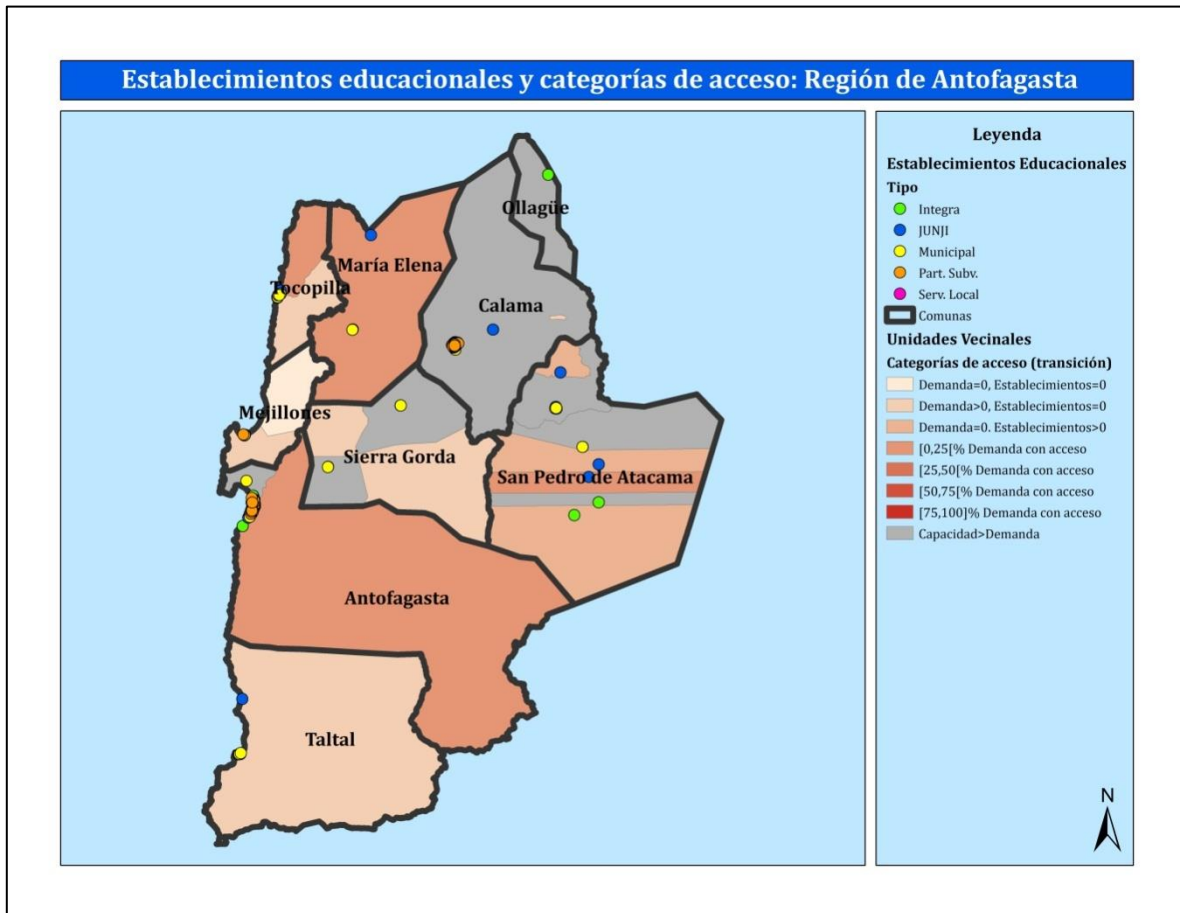 Establecimientos educacionales y categorías de acceso: Región de Antofagasta
Leyenda
Establecimientos Educacionales
Tipo
Integra
JUNJI
Municipal
Part. Subv.
Serv. Local
Comunas
Unidades Vecinales
Categorías de acceso (transición)
Demanda=0, Establecimientos=0
Demanda>0, Establecimientos=0
Demanda=0. Establecimientos>0
[0,25[% Demanda con acceso
[25,50[% Demanda con acceso
[50,75[% Demanda con acceso
[75,100]% Demanda con acceso
Capacidad>Demanda
Ollagüe
María Elena
Tocopilla
Calama
Mejillones
Sierra Gorda
San Pedro de Atacama
Antofagasta
Taltal
N